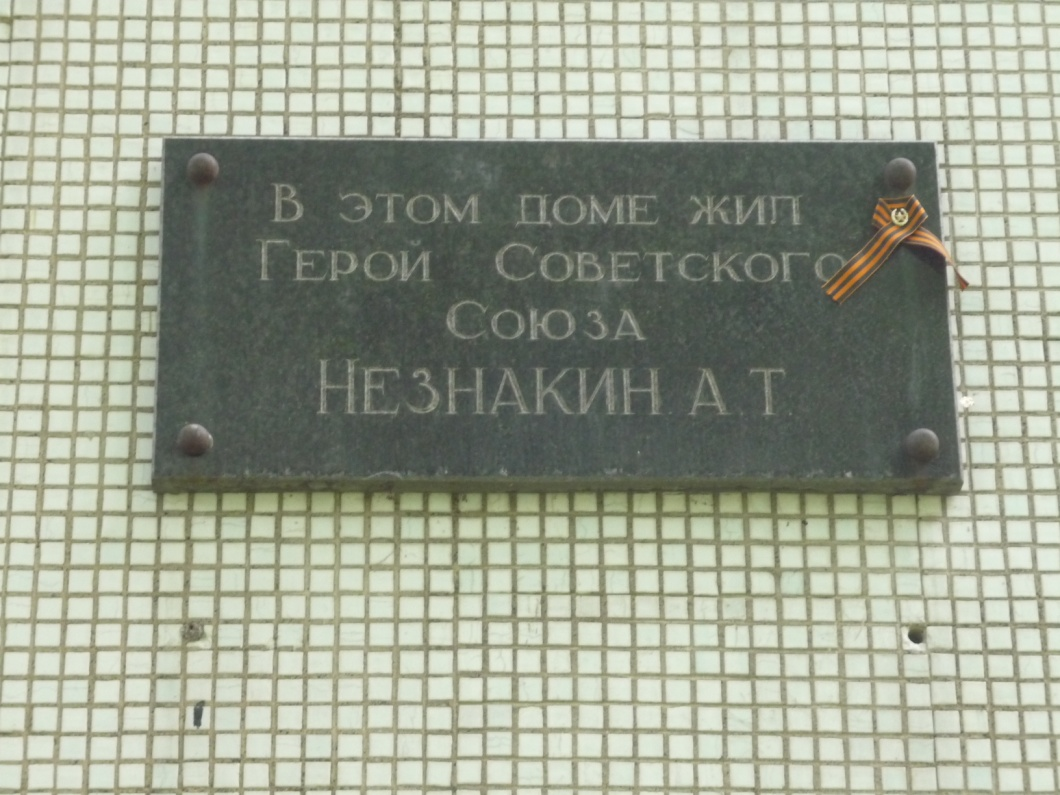 В ЭТОМ ДОМЕ ЖИЛ
ГЕРОЙ СОВЕТСКОГО
СОЮЗА
НЕЗНАКИН А Т